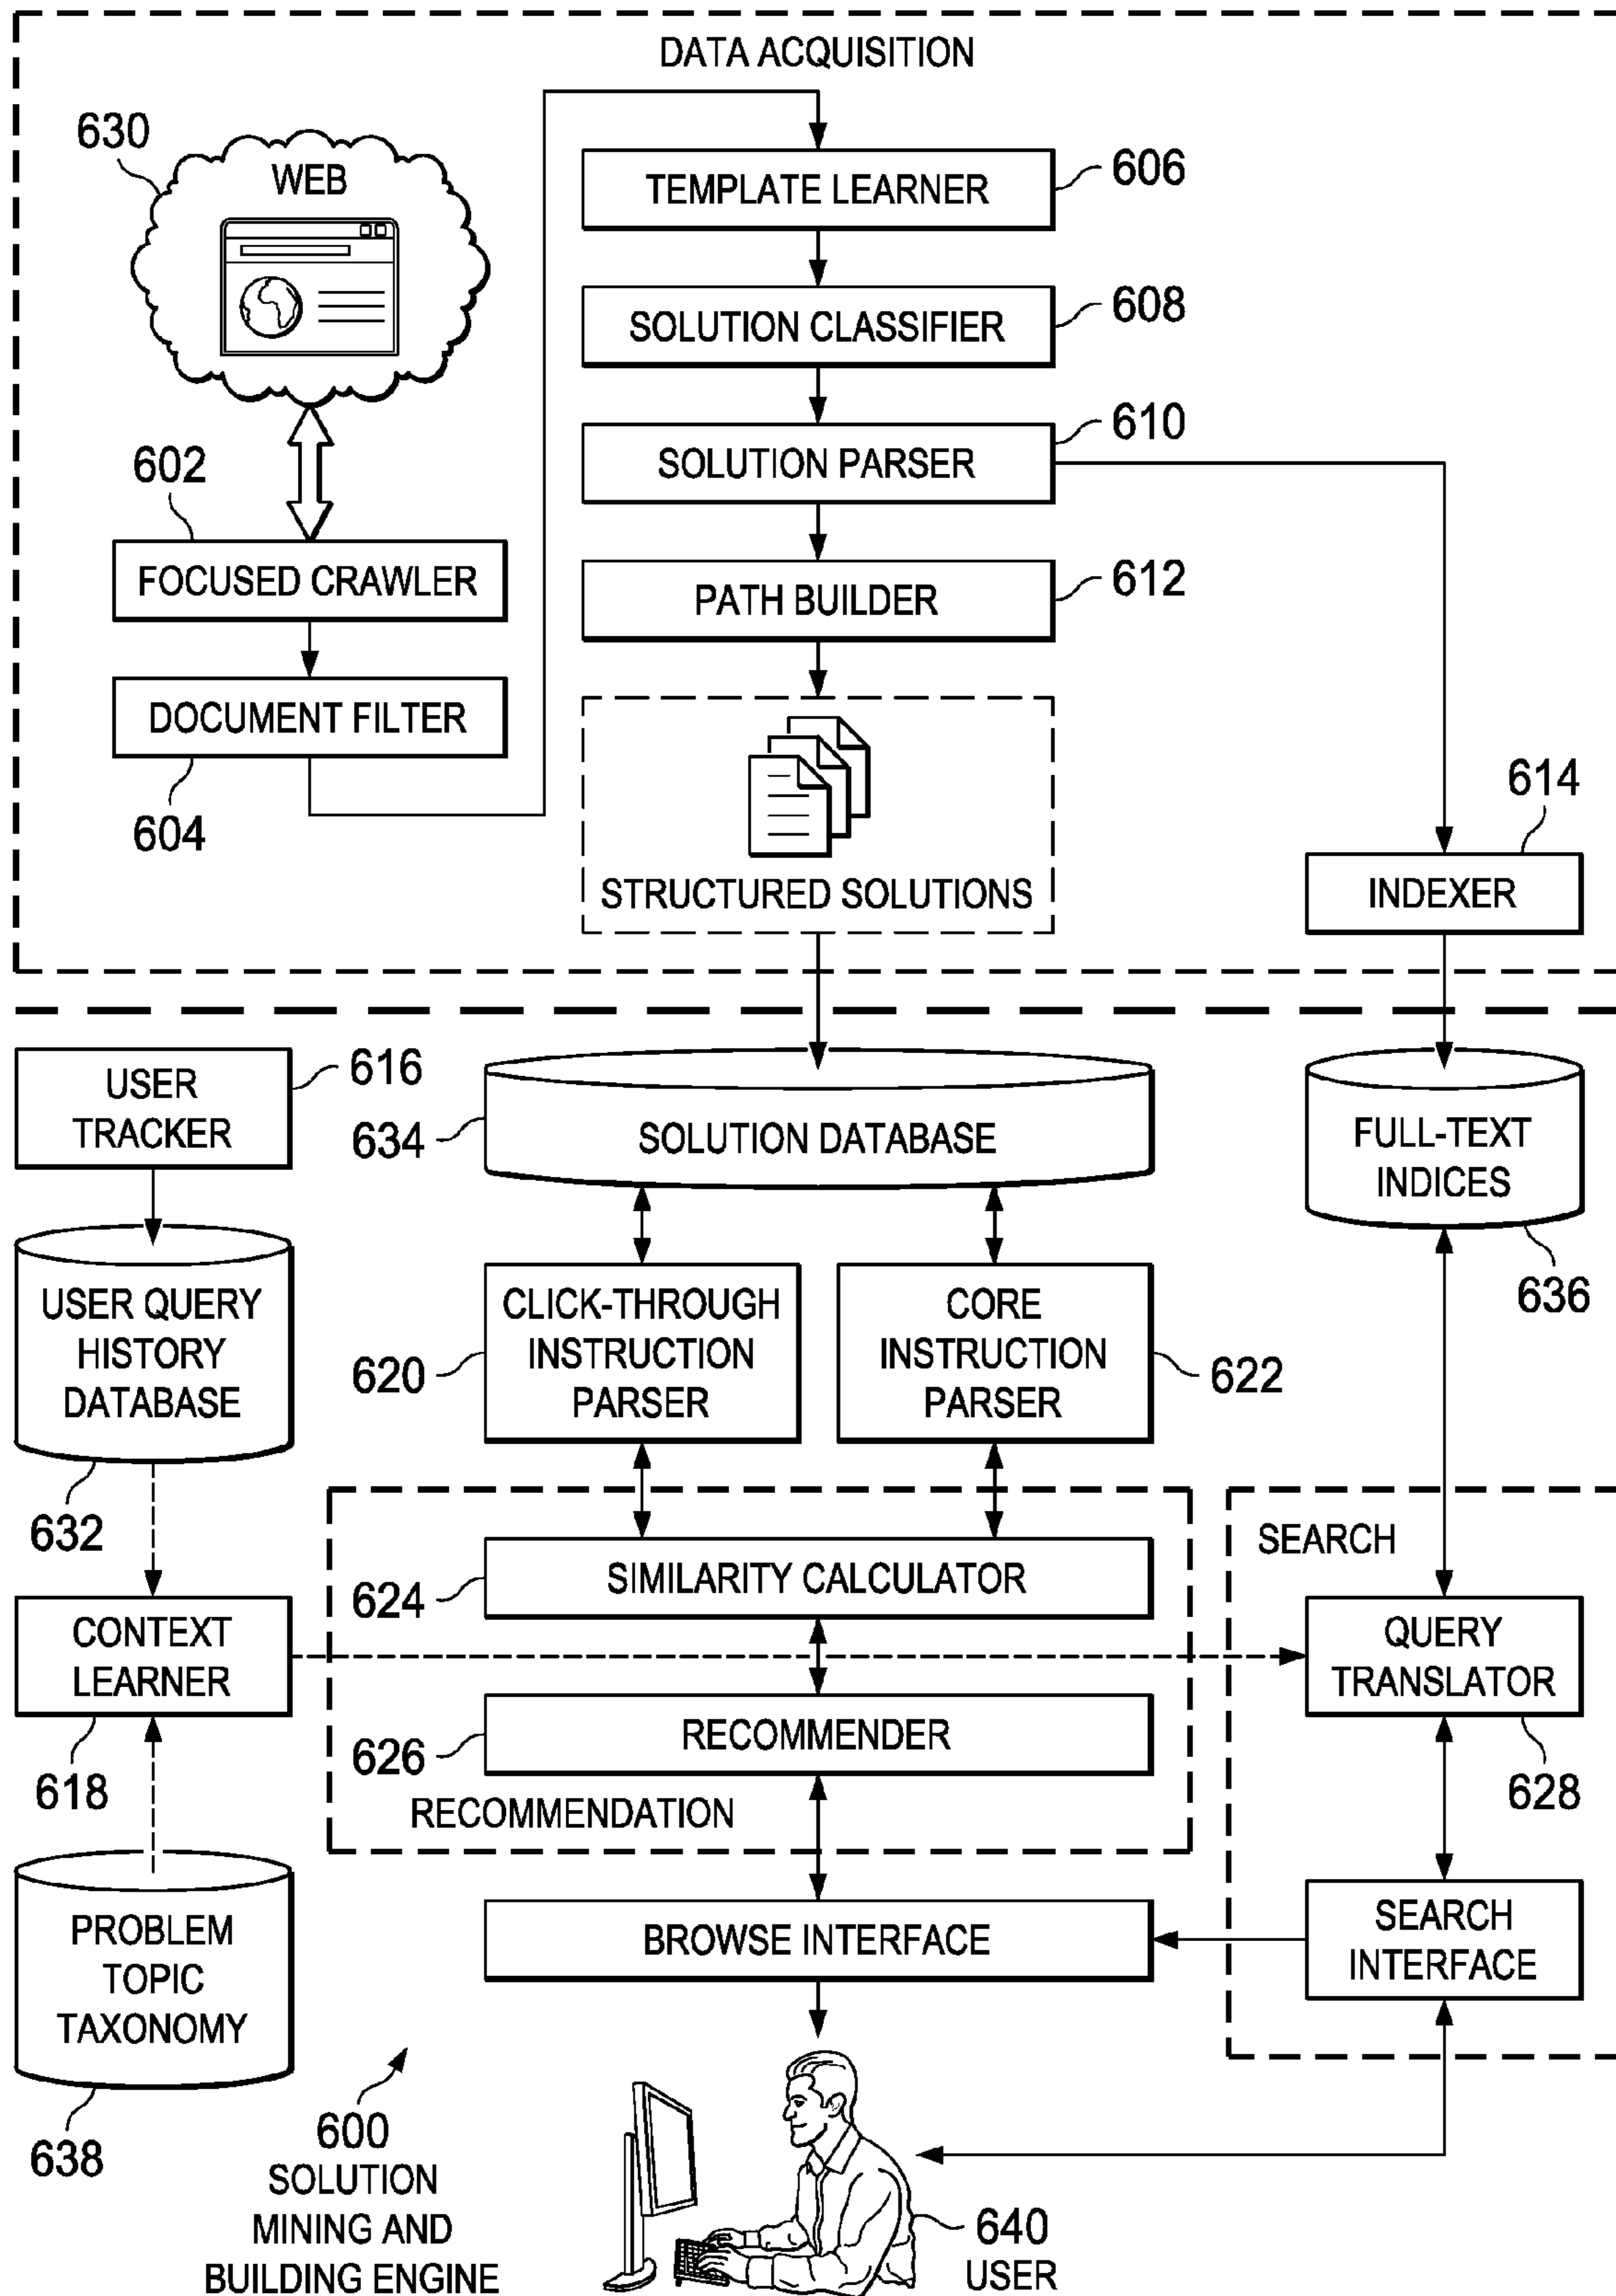 DATA ACQUISITION
630
WEB
TEMPLATE LEARNER
606
SOLUTION CLASSIFIER
608
SOLUTION PARSER
610
602
FOCUSED CRAWLER
PATH BUILDER
612
DOCUMENT FILTER
604
STRUCTURED SOLUTIONS
614
INDEXER
USER
TRACKER
616
634
SOLUTION DATABASE
FULL-TEXT
INDICES
636
USER QUERY
HISTORY
DATABASE
632
620
CLICK-THROUGH
INSTRUCTION
PARSER
CORE
INSTRUCTION
PARSER
622
SEARCH
624
SIMILARITY CALCULATOR
CONTEXT
LEARNER
618
QUERY
TRANSLATOR
628
626
RECOMMENDER
RECOMMENDATION
PROBLEM
TOPIC
TAXONOMY
638
BROWSE INTERFACE
SEARCH
INTERFACE
600
SOLUTION
MINING AND
BUILDING ENGINE
640
USER